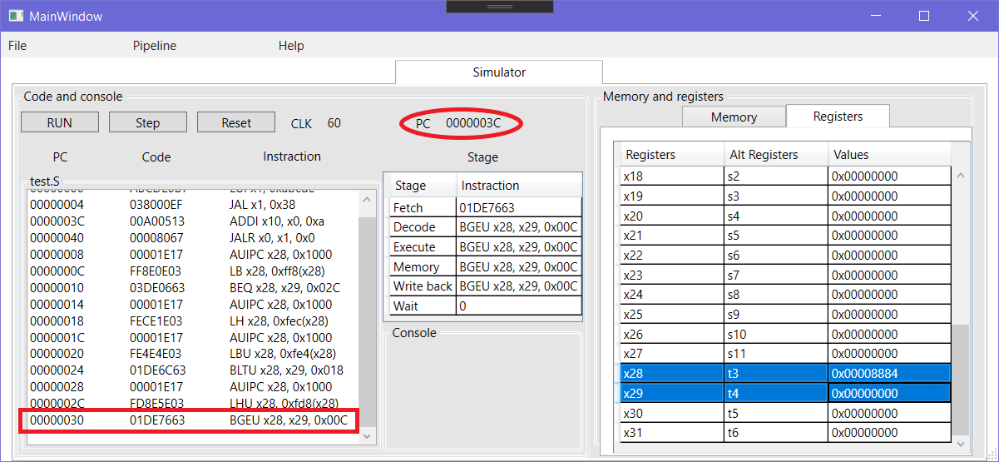 MainWindow
File Pipeline Help
Simulator
Code and console
RUN Step Reset CLK 60 PC 0000003C
PC Code Instraction
test.S
00000000 ABCDE0B7 LUI x1, 0xabcde
00000004 038000EF JAL x1, 0x38
0000003C 00A00513 ADDI x10, x0, 0xa
00000040 00008067 JALR x0, x1, 0x0
00000008 00001E17 AUIPC x28, 0x1000
0000000C FF8E0E03 LB x28, 0xff8(x28)
00000010 03DE0663 BEQ x28, x29, 0x02C
00000014 00001E17 AUIPC x28, 0x1000
00000018 FECE1E03 LH x28, 0xfec(x28)
0000001C 00001E17 AUIPC x28, 0x1000
00000020 FE4E4E03 LBU x28, 0xfe4(x28)
00000024 01DE6C63 BLTU x28, x29, 0x018
00000028 00001E17 AUIPC x28, 0x1000
0000002C FD8E5E03 LHU x28, 0xfd8(x28)
00000030 01DE7663 BGEU x28, x29, 0x00C
Stage
Stage Instraction
Fetch 01DE7663
Decode BGEU x28, x29, 0x00C
Execute BGEU x28, x29, 0x00C
Memory BGEU x28, x29, 0x00C
Write back BGEU x28, x29, 0x00C
Wait 0
Console
Memory and registers
Memory Registers
Registers Alt Registers Values
x18 s2 0x00000000
x19 s3 0x00000000
x20 s4 0x00000000
x21 s5 0x00000000
x22 s6 0x00000000
x23 s7 0x00000000
x24 s8 0x00000000
x25 s9 0x00000000
x26 s10 0x00000000
x27 s11 0x00000000
x28 t3 0x00008884
x29 t4 0x00000000
x30 t5 0x00000000
x31 t6 0x00000000